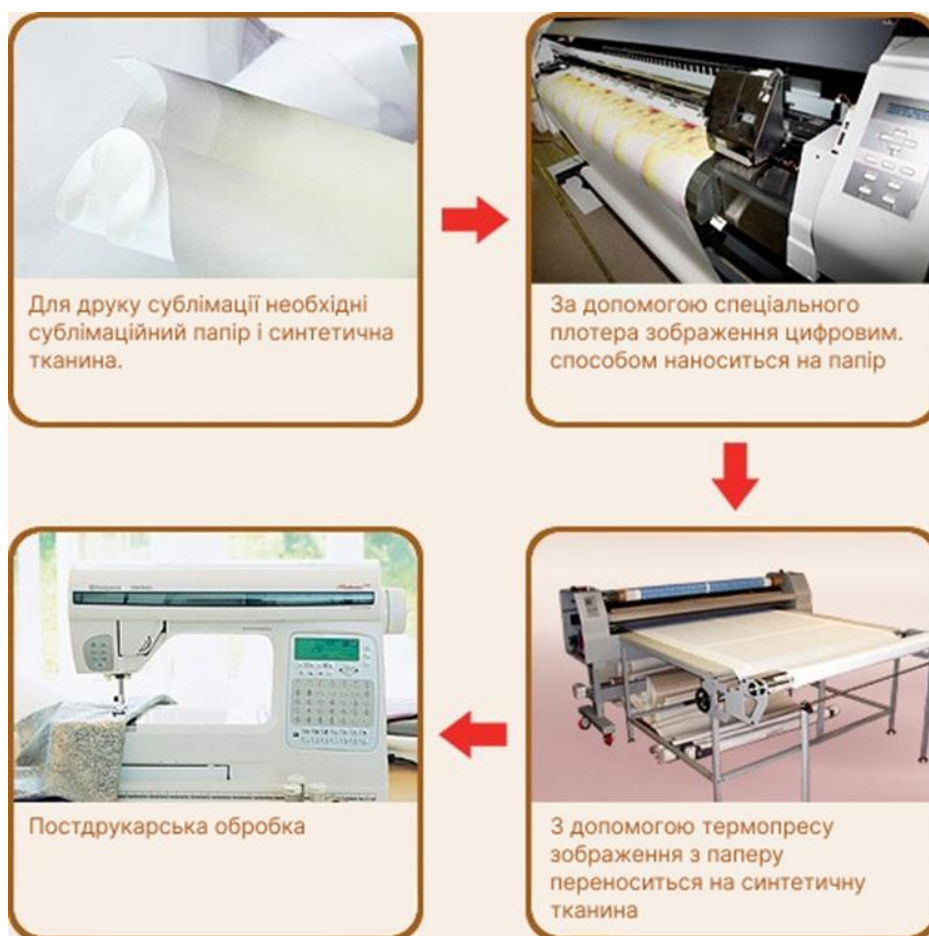 Для друку сублімації необхідні
сублімаційний папір і синтетична
тканина.
За допомогою спеціального
плотера зображення цифровим.
способом наноситься на папір
З допомогою термопресу
зображення з паперу
переноситься на синтетичну
тканина
Постдрукарська обробка